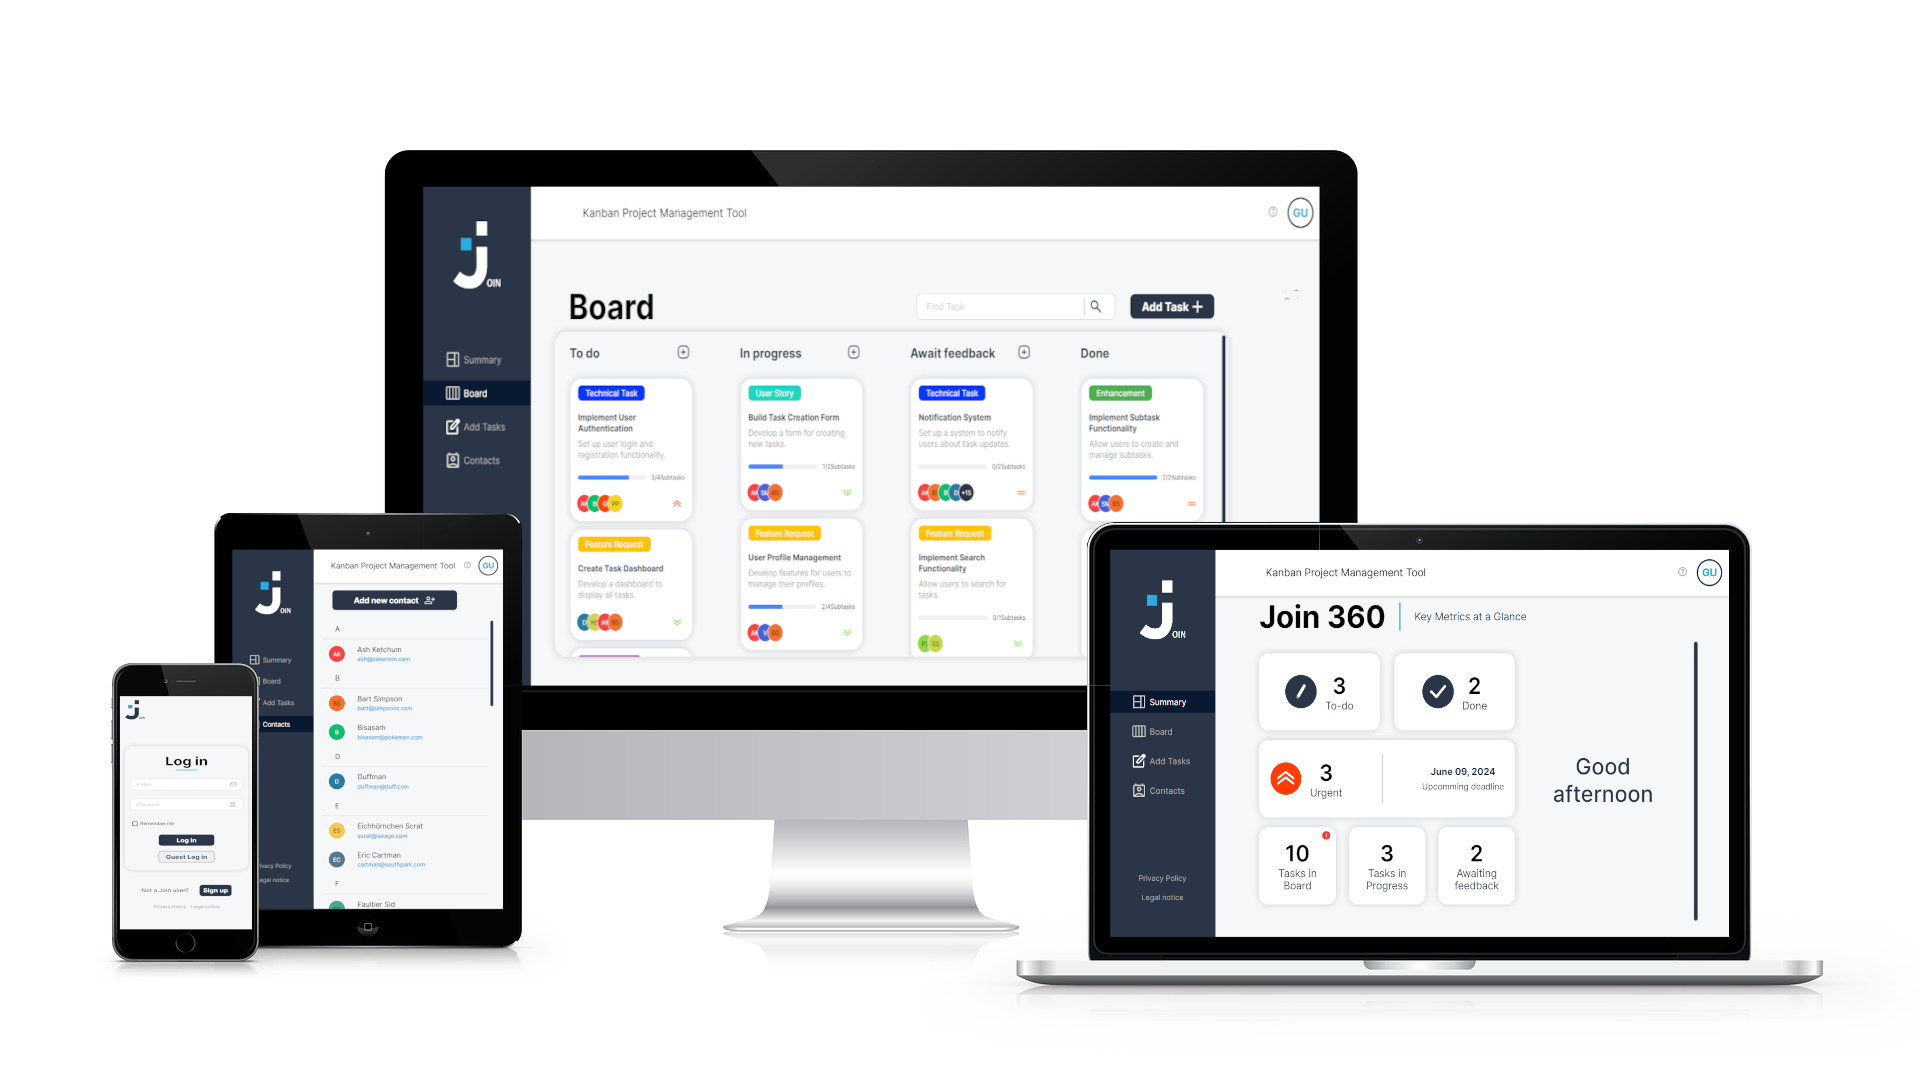 Kanban Project Management Tool
GU
OIN
Summary
Board
Add Tasks
Contacts
Board
Find Task
Add Task
To do
In progress
Await feedback
Done
Technical Task
Implement User
Authentication
Set up user login and
registration functionality.
3/4Subtasks
PP
Feature Request
Create Task Dashboard
Develop a dashboard to
display all tasks.
User Story
Build Task Creation Form
Develop a form for creating
new tasks.
1/2Subtasks
BS
Feature Request
User Profile Management
Develop features for users to
manage their profiles.
2/4Subtasks
BS
Technical Task
Notification System
Set up a system to notify
users about task updates.
0/2Subtasks
+15
Feature Request
Implement Search
Functionality
Allow users to search for
tasks.
0/1Subtasks
SS
Enhancement
Implement Subtask
Functionality
Allow users to create and
manage subtasks.
2/2Subtasks
BS
Kanban Project Management Tool
GU
OIN
Summary
Board
Add Tasks
Contacts
Privacy Policy
Legal notice
Add new contact
A
AK
Ash Ketchum
ash@pokemon.com
B
BS
Bart Simpson
bart@simpsons.com
B
Bisasam
bisasam@pokemon.com
D
D
Duffman
duffman@duff.com
E
ES
Eichhörnchen Scrat
scrat@iceage.com
EC
Eric Cartman
cartman@southpark.com
F
Faultier Sid
Log in
E-Mail
Password
Remember me
Log in
Guest Log in
Not a Join user?
Sign up
Privacy Policy
Legal notice
Kanban Project Management Tool
GU
OIN
Summary
Board
Add Tasks
Contacts
Privacy Policy
Legal notice
Join 360
Key Metrics at a Glance
3
To-do
2
Done
3
Urgent
June 09, 2024
Upcomming deadline
10
Tasks in
Board
3
Tasks in
Progress
2
Awaiting
feedback
Good
afternoon